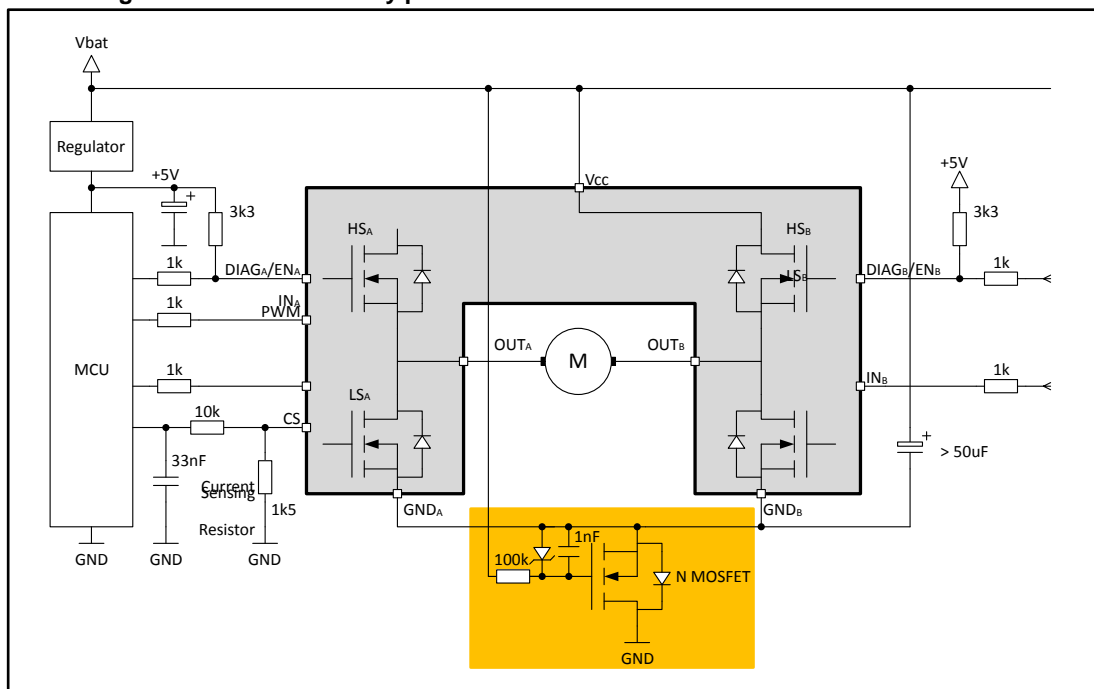 Vbat
Regulator
+5V
+
3k3
1k
DIAGA/ENA
1k
INA
PWM
MCU
1k
10k
CS
33nF
Current
Sensing
Resistor
1k5
GND
GND
GND
Vcc
HSA
HSB
LSB
LSA
OUTA
M
OUTB
GNDA
GNDB
+5V
3k3
DIAGB/ENB
1k
INB
1k
+
> 50uF
100k
1nF
N MOSFET
GND